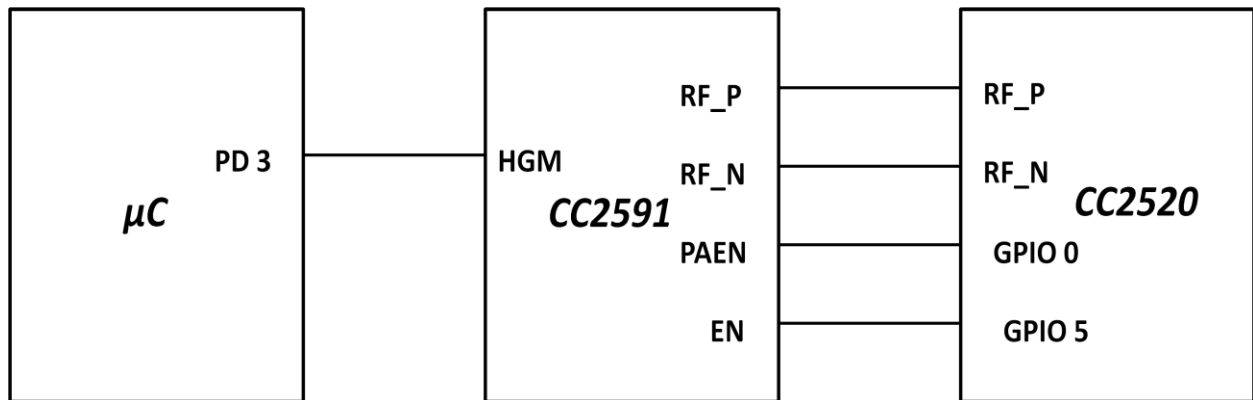 PD 3
μC
HGM
CC2591
RF_P
RF_N
PAEN
EN
RF_P
RF_N
CC2520
GPIO 0
GPIO 5